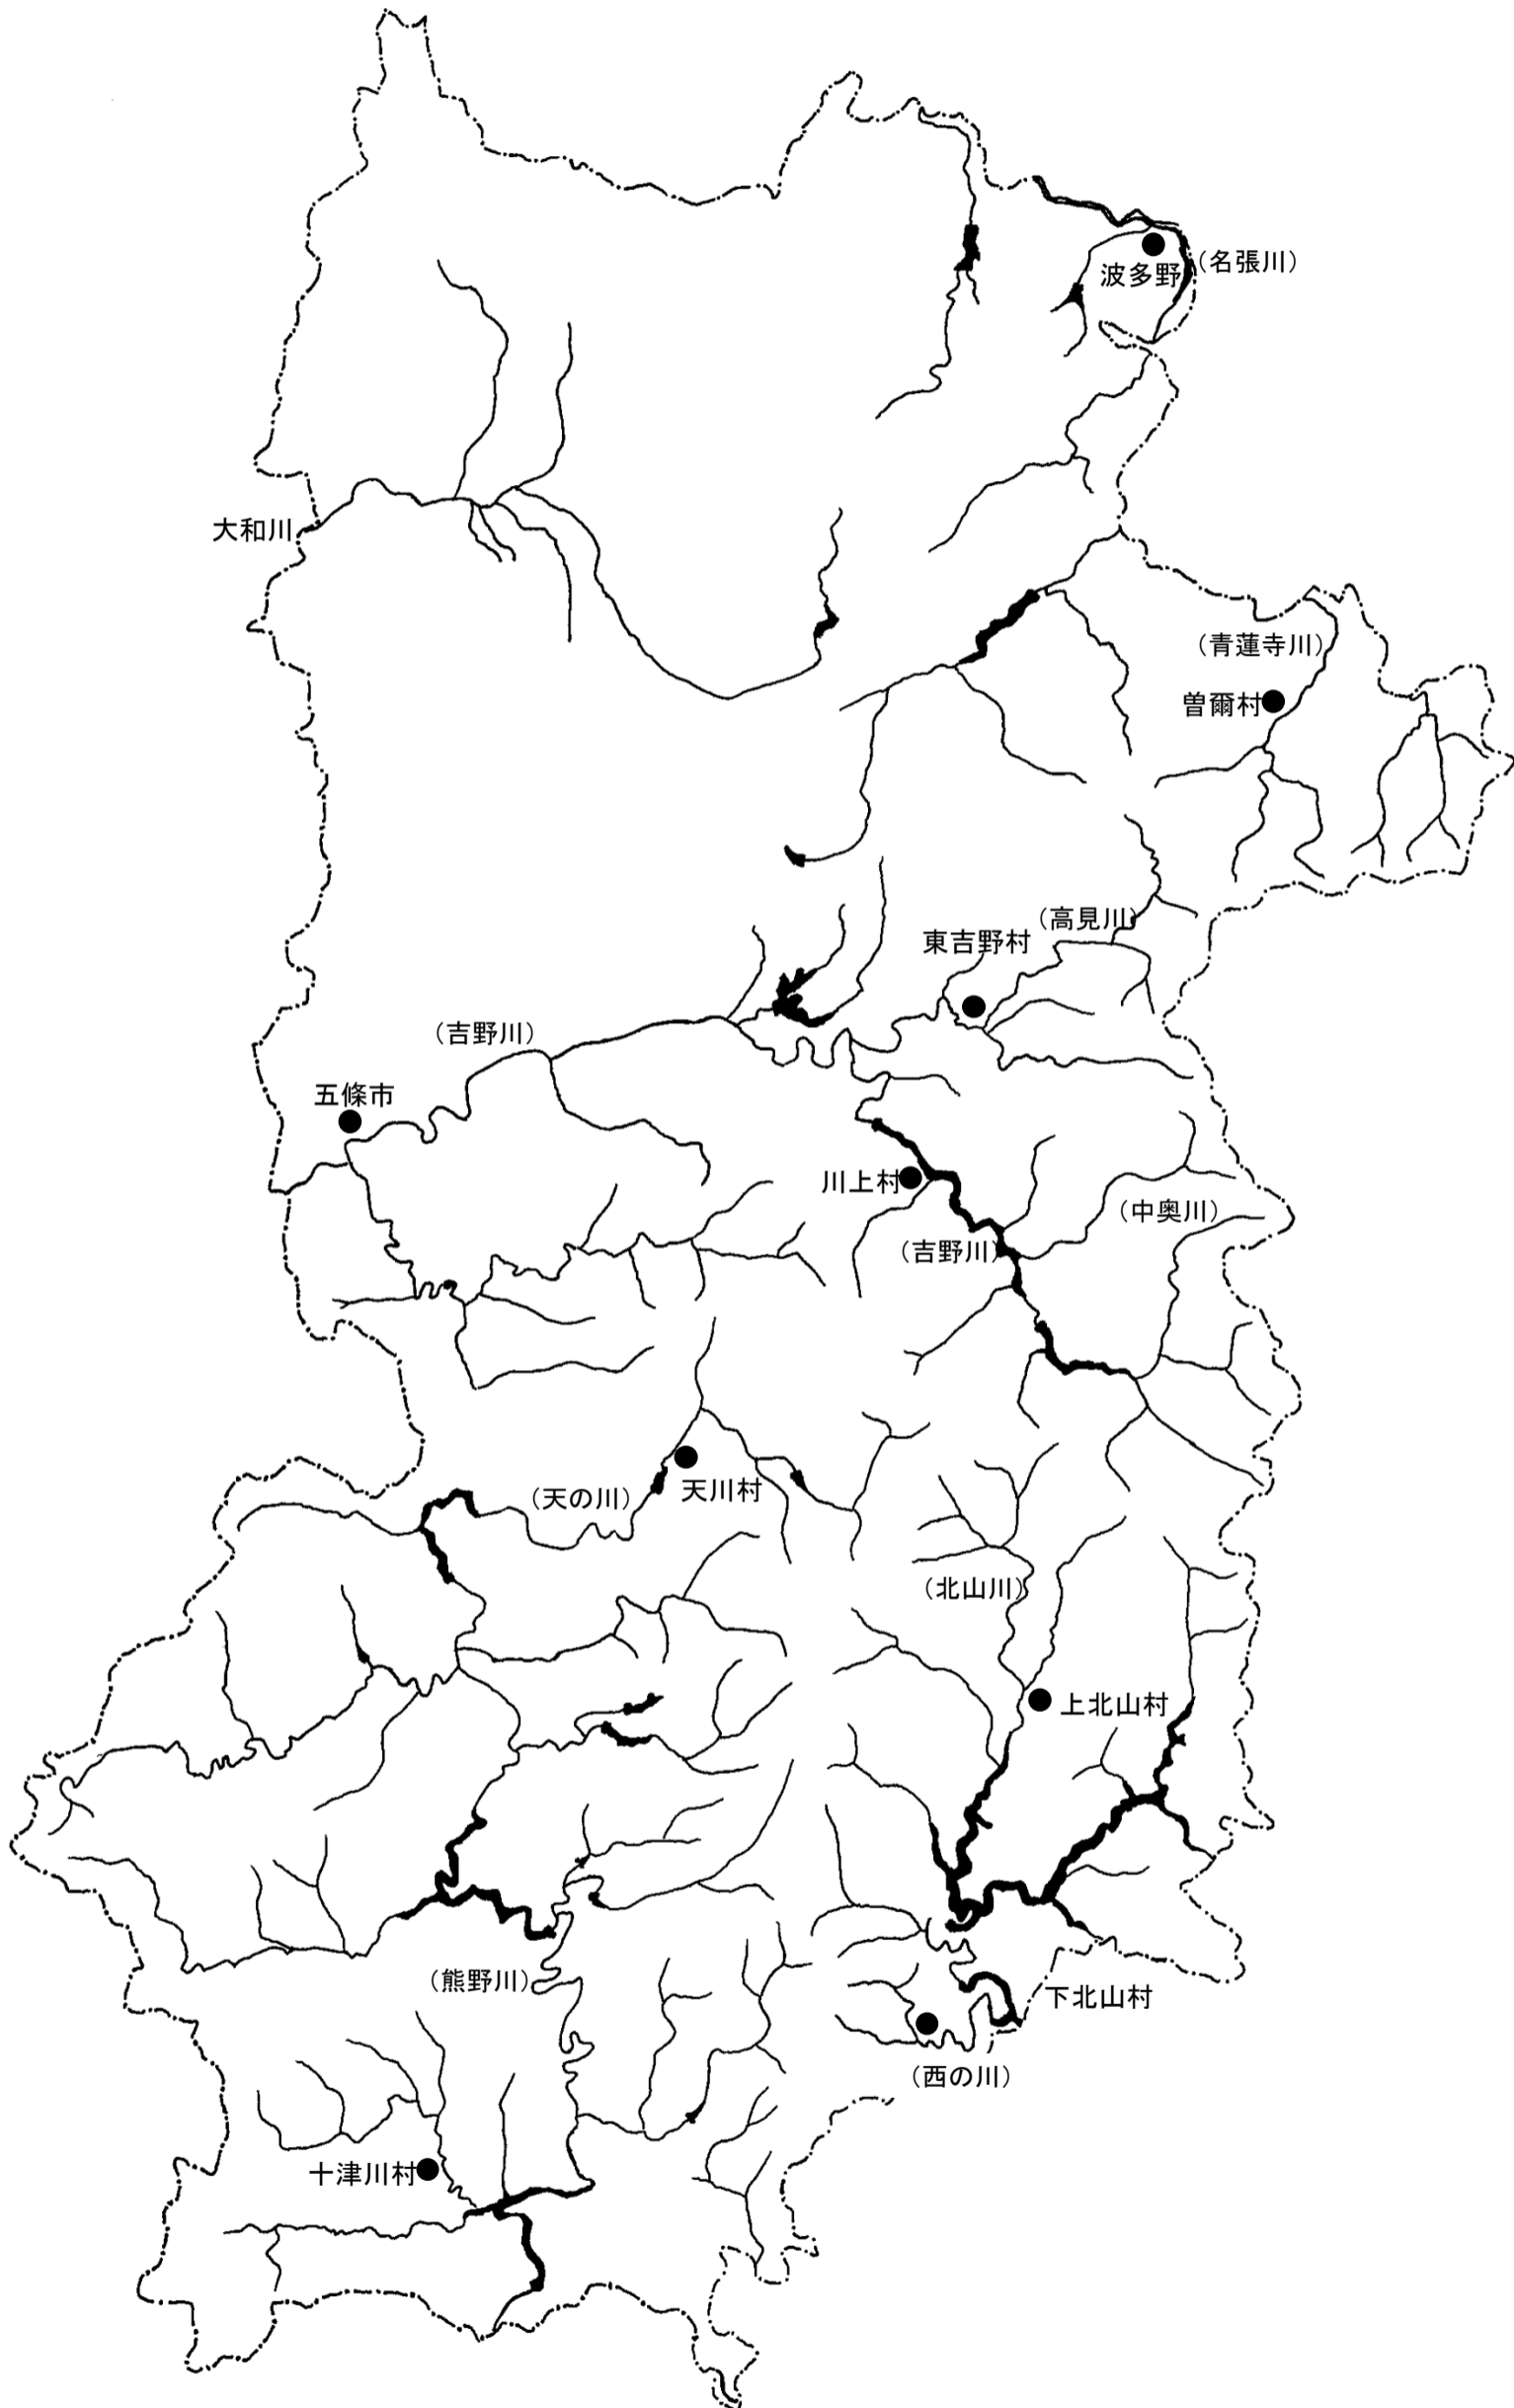 (名張川)
波多野
大和川
(青蓮寺川)
曽爾村
(高見川)
東吉野村
(吉野川)
五條市
川上村
(中奥川)
(吉野川)
天川村
(天の川)
(北山川)
上北山村
(熊野川)
下北山村
(西の川)
十津川村